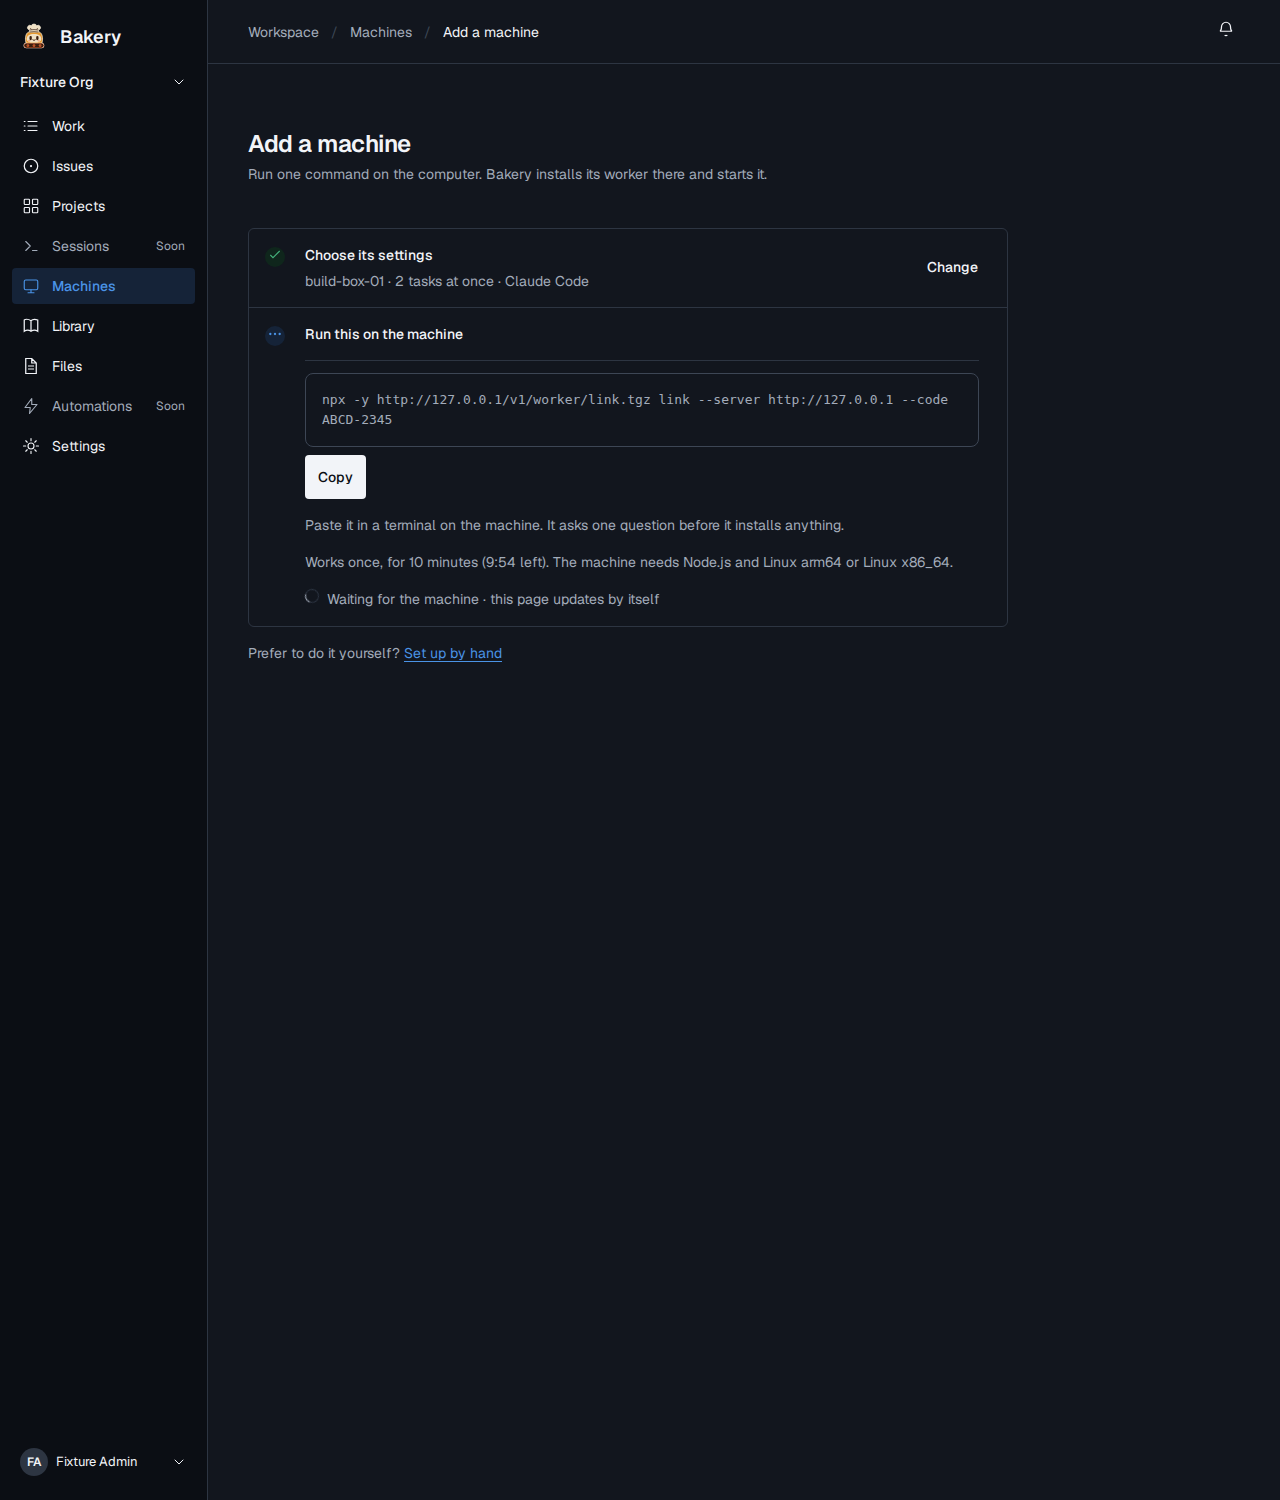 Bakery
Fixture Org
Work
Issues
Projects
Sessions Soon
Machines
Library
Files
Automations Soon
Settings
FA Fixture Admin
Workspace / Machines / Add a machine
Add a machine
Run one command on the computer. Bakery installs its worker there and starts it.
Choose its settings
build-box-01 · 2 tasks at once · Claude Code
Change
Run this on the machine
npx -y http://127.0.0.1/v1/worker/link.tgz link --server http://127.0.0.1 --code
ABCD-2345
Copy
Paste it in a terminal on the machine. It asks one question before it installs anything.
Works once, for 10 minutes (9:54 left). The machine needs Node.js and Linux arm64 or Linux x86_64.
Waiting for the machine · this page updates by itself
Prefer to do it yourself? Set up by hand